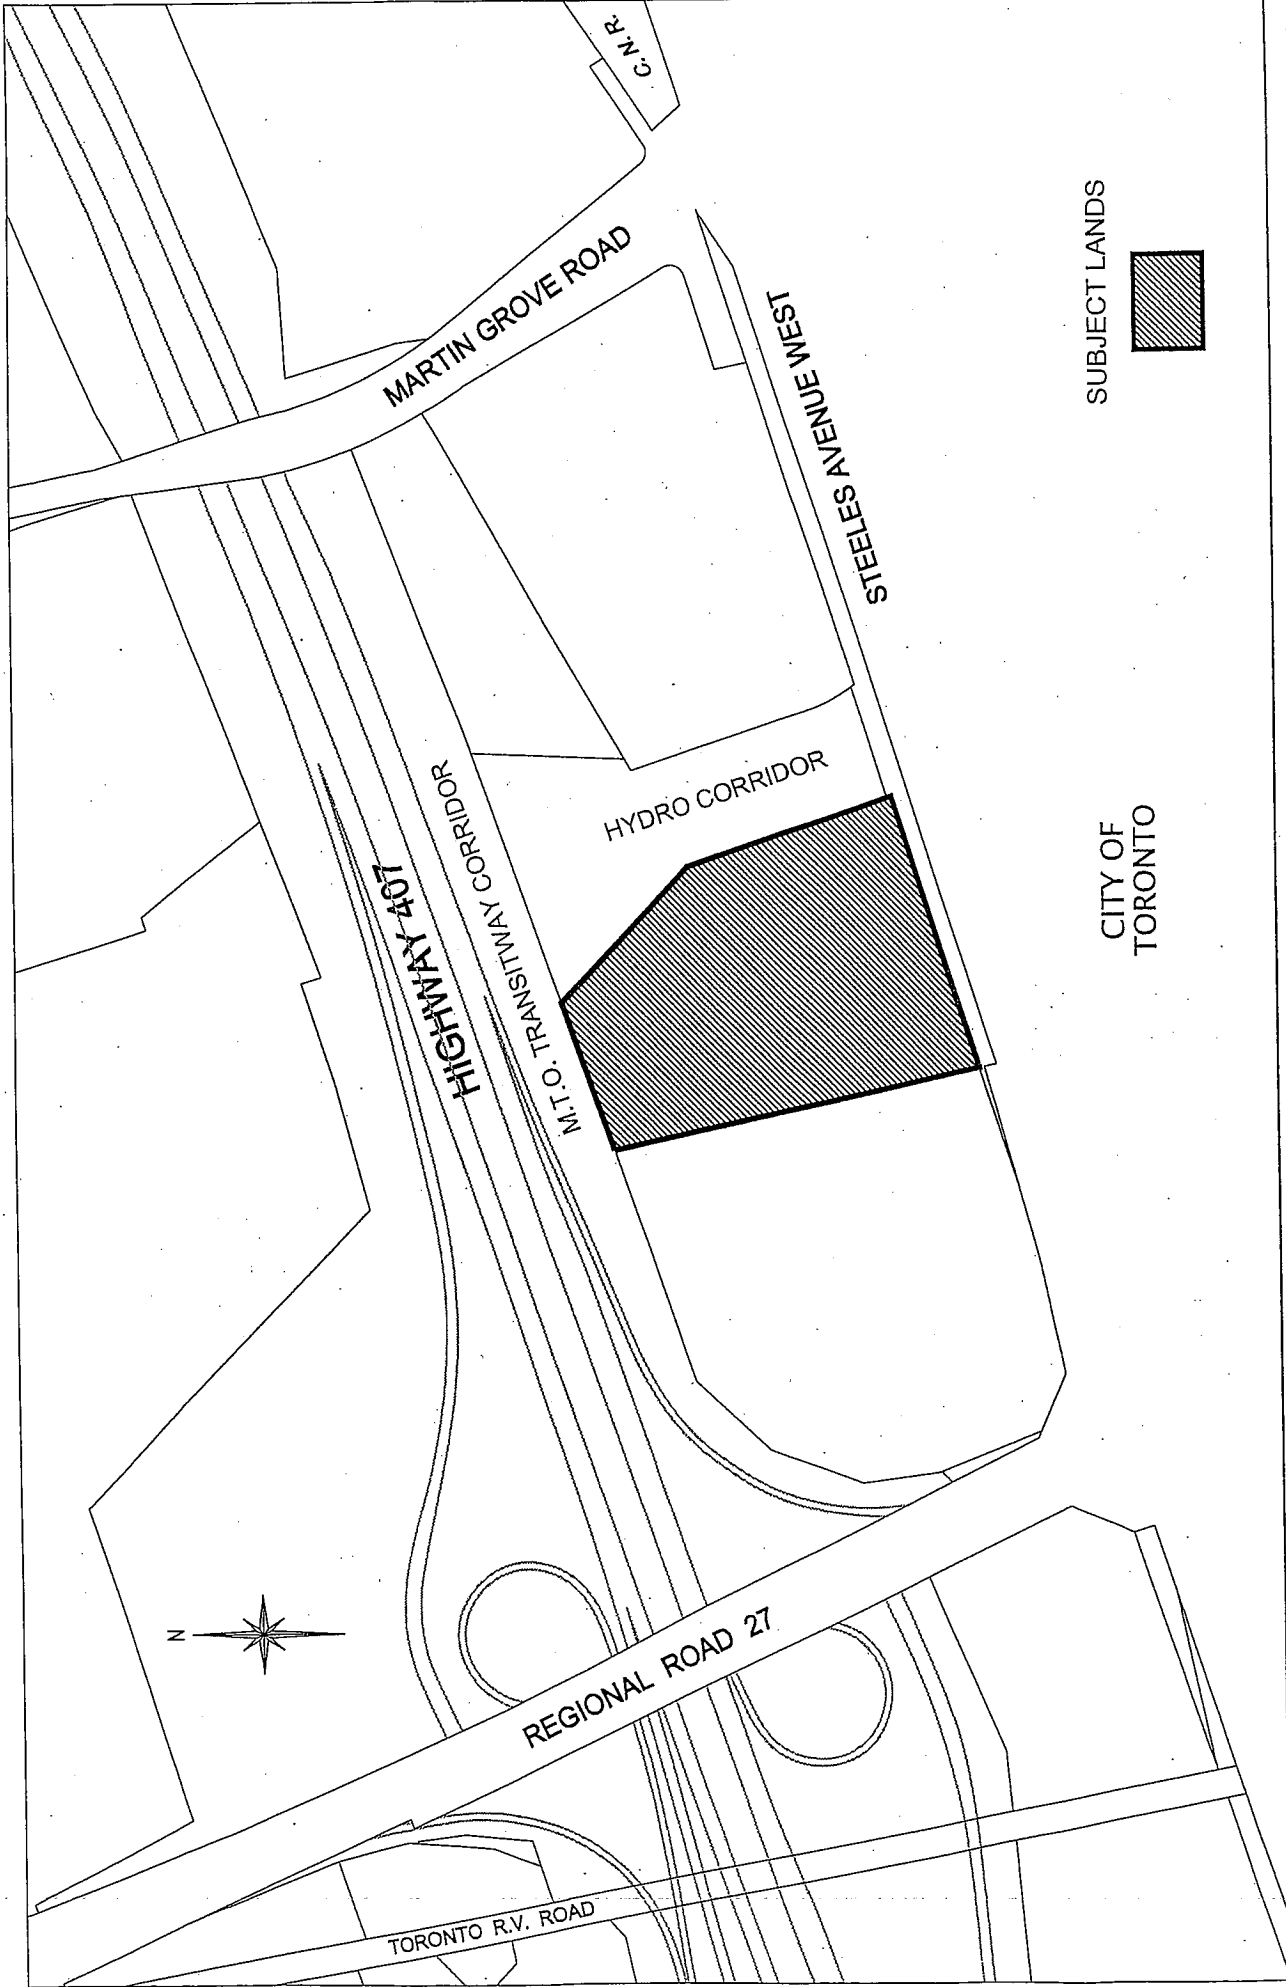 C.N.R.
MARTIN GROVE ROAD
STEELES AVENUE WEST
SUBJECT LANDS
HYDRO CORRIDOR
M.T.O. TRANSITWAY CORRIDOR
HIGHWAY 407
CITY OF
TORONTO
N
REGIONAL ROAD 27
TORONTO R.V. ROAD